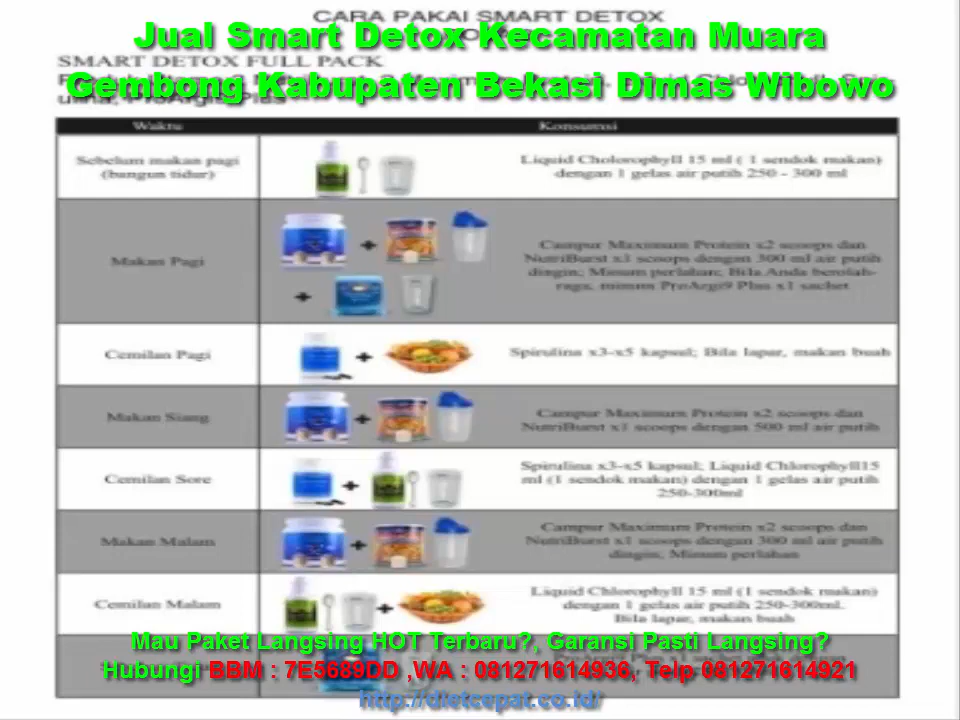 CARA PAKAI SMART DETOX
Jual Smart Detox Kecamatan Muara
SMART DETOX FULL PACK
Gembong Kabupaten Bekasi Dimas Wibowo
Waktu Konsumsi
Sebelum makan pagi
(bangun tidur)
Liquid Cholorophyll 15 ml ( 1 sendok makan)
dengan 1 gelas air putih 250 - 300 ml
Makan Pagi
Campur Maximum Protein x2 scoops dan
NutriBurst x1 scoops dengan 300 ml air putih
dingin; Minum perlahan; Bila Anda berolah-
raga, minum ProArgi9 Plus x1 sachet
Cemilan Pagi
Spirulina x3-x5 kapsul; Bila lapar, makan buah
Makan Siang
Campur Maximum Protein x2 scoops dan
NutriBurst x1 scoops dengan 500 ml air putih
Cemilan Sore
Spirulina x3-x5 kapsul; Liquid Chlorophyll15
ml (1 sendok makan) dengan 1 gelas air putih
250-300ml
Makan Malam
Campur Maximum Protein x2 scoops dan
NutriBurst x1 scoops dengan 300 ml air putih
dingin; Minum perlahan
Cemilan Malam
Liquid Chlorophyll 15 ml (1 sendok makan)
dengan 1 gelas air putih 250-300ml.
Bila lapar, makan buah
Mau Paket Langsing HOT Terbaru?, Garansi Pasti Langsing?
Hubungi BBM : 7E5689DD ,WA : 081271614936, Telp 081271614921
http://dietcepat.co.id/